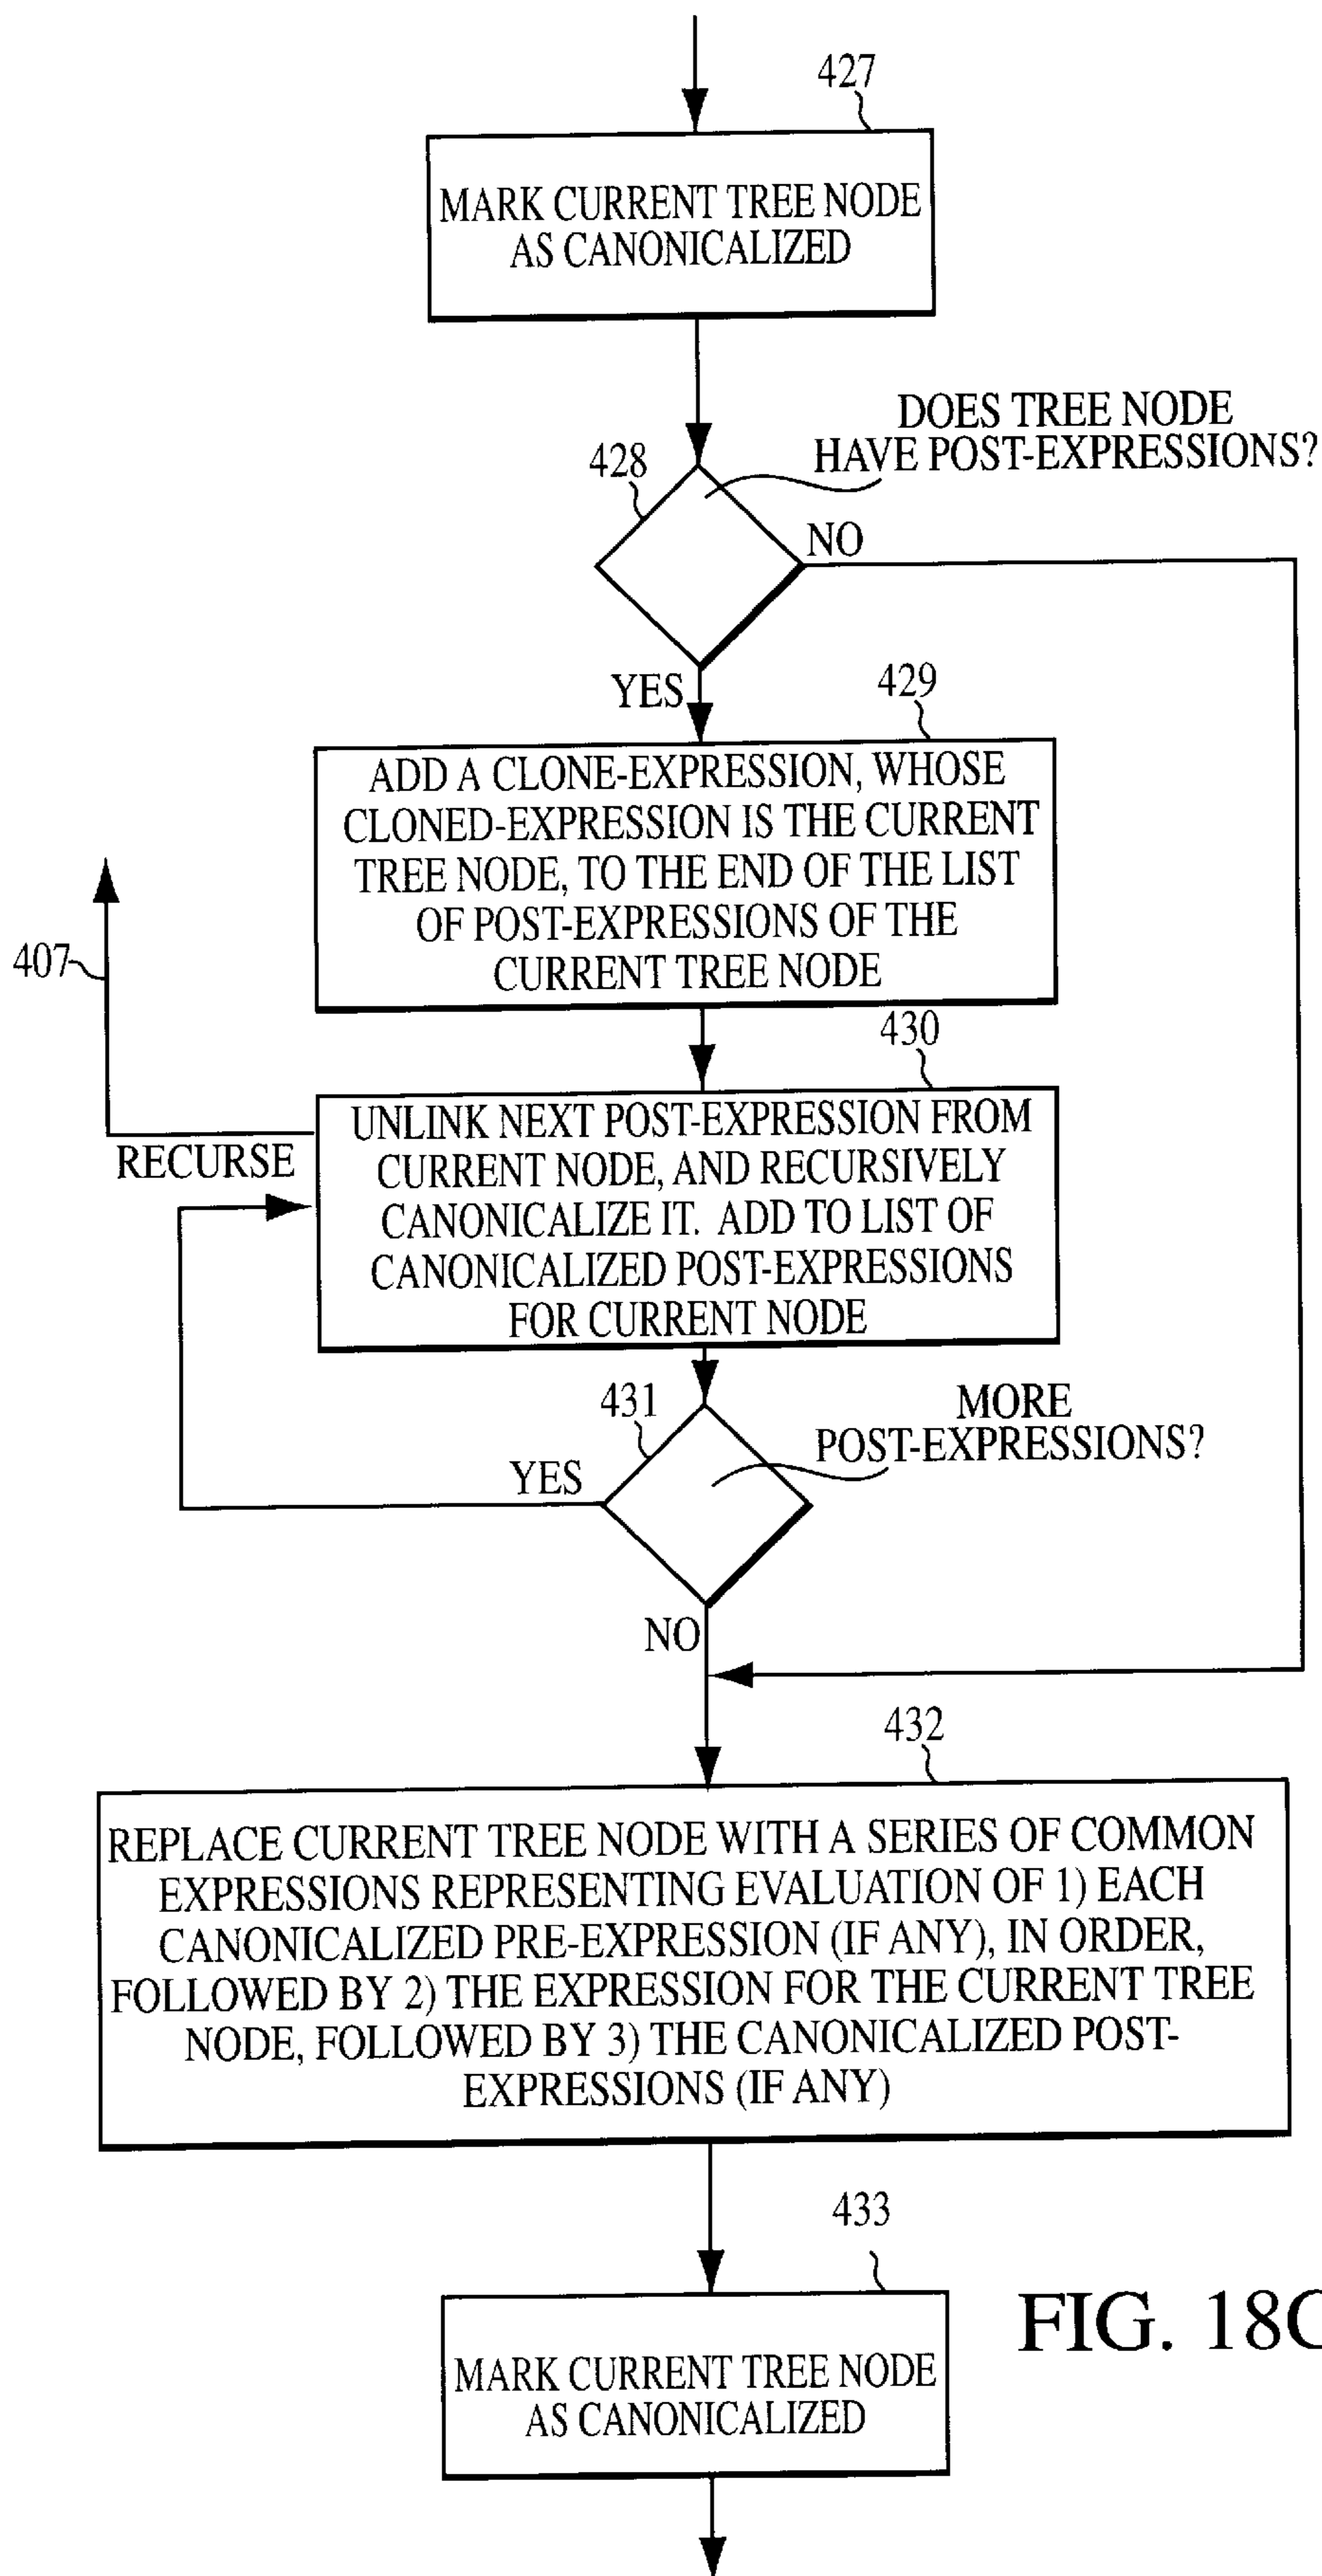 427
MARK CURRENT TREE NODE
AS CANONICALIZED
DOES TREE NODE
HAVE POST-EXPRESSIONS?
428
NO
YES
429
ADD A CLONE-EXPRESSION, WHOSE
CLONED-EXPRESSION IS THE CURRENT
TREE NODE, TO THE END OF THE LIST
OF POST-EXPRESSIONS OF THE
CURRENT TREE NODE
407
430
UNLINK NEXT POST-EXPRESSION FROM
CURRENT NODE, AND RECURSIVELY
CANONICALIZE IT. ADD TO LIST OF
CANONICALIZED POST-EXPRESSIONS
FOR CURRENT NODE
RECURSE
431
MORE
POST-EXPRESSIONS?
YES
NO
432
REPLACE CURRENT TREE NODE WITH A SERIES OF COMMON
EXPRESSIONS REPRESENTING EVALUATION OF 1) EACH
CANONICALIZED PRE-EXPRESSION (IF ANY), IN ORDER,
FOLLOWED BY 2) THE EXPRESSION FOR THE CURRENT TREE
NODE, FOLLOWED BY 3) THE CANONICALIZED POST-
EXPRESSIONS (IF ANY)
433
MARK CURRENT TREE NODE
AS CANONICALIZED
FIG. 18C